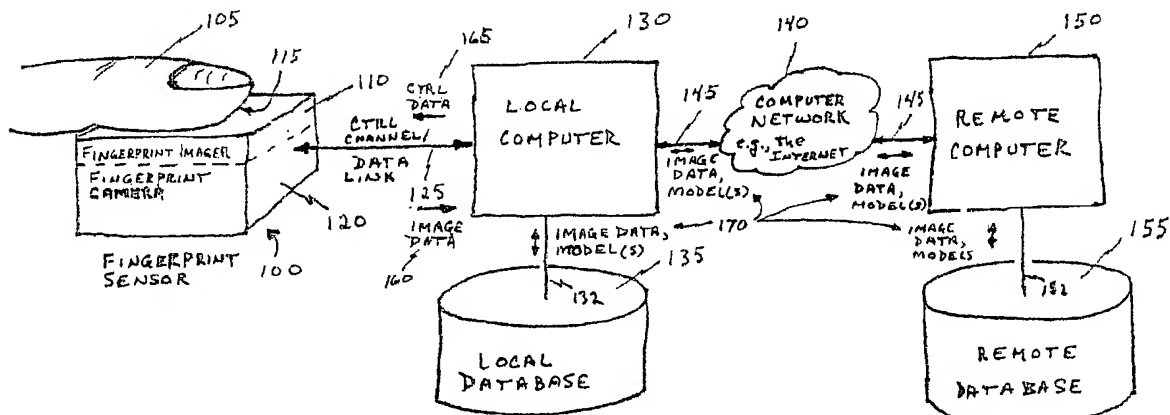 105
115
110
FINGERPRINT IMAGER
FINGERPRINT
CAMERA
120
100
FINGERPRINT
SENSOR
165
CTRL
DATA
CTRL
CHANNEL/
DATA
LINK
125
IMAGE
DATA
160
130
LOCAL
COMPUTER
IMAGE DATA,
MODEL(S)
132
135
LOCAL
DATABASE
145
IMAGE
DATA,
MODEL(S)
140
COMPUTER
NETWORK
e.g., the
INTERNET
145
IMAGE
DATA,
MODEL(S)
170
150
REMOTE
COMPUTER
IMAGE
DATA,
MODELS
152
155
REMOTE
DATABASE